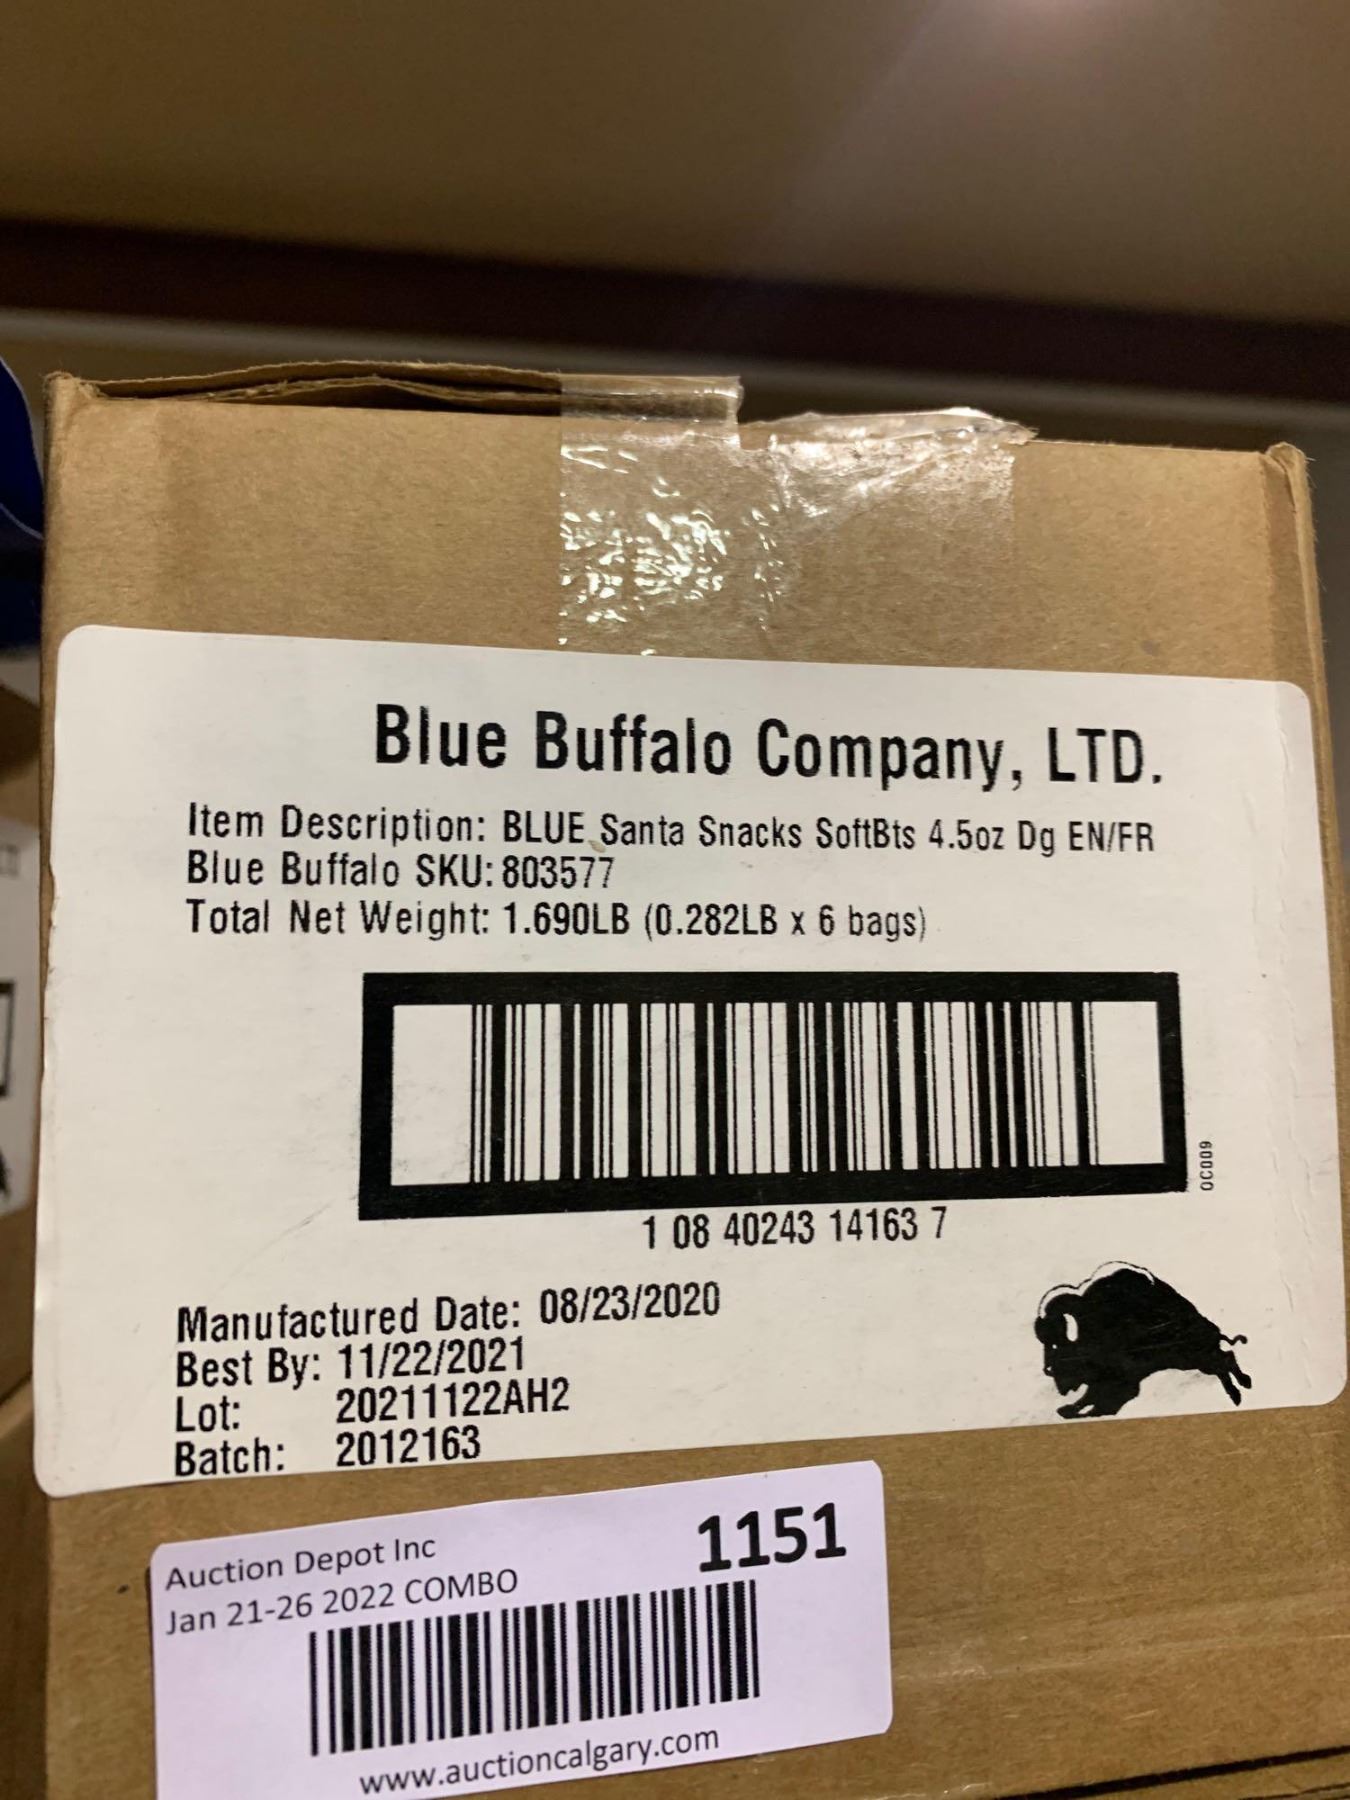 Blue Buffalo Company, LTD.
Item Description: BLUE Santa Snacks SoftBts 4.5oz Dg EN/FR
Blue Buffalo SKU: 803577
Total Net Weight: 1.690LB (0.282LB x 6 bags)
OC009
1 08 40243 14163 7
Manufactured Date: 08/23/2020
Best By: 11/22/2021
Lot: 20211122AH2
Batch: 2012163
Auction Depot Inc
1151
Jan 21-26 2022 COMBO
www.auctioncalgary.com